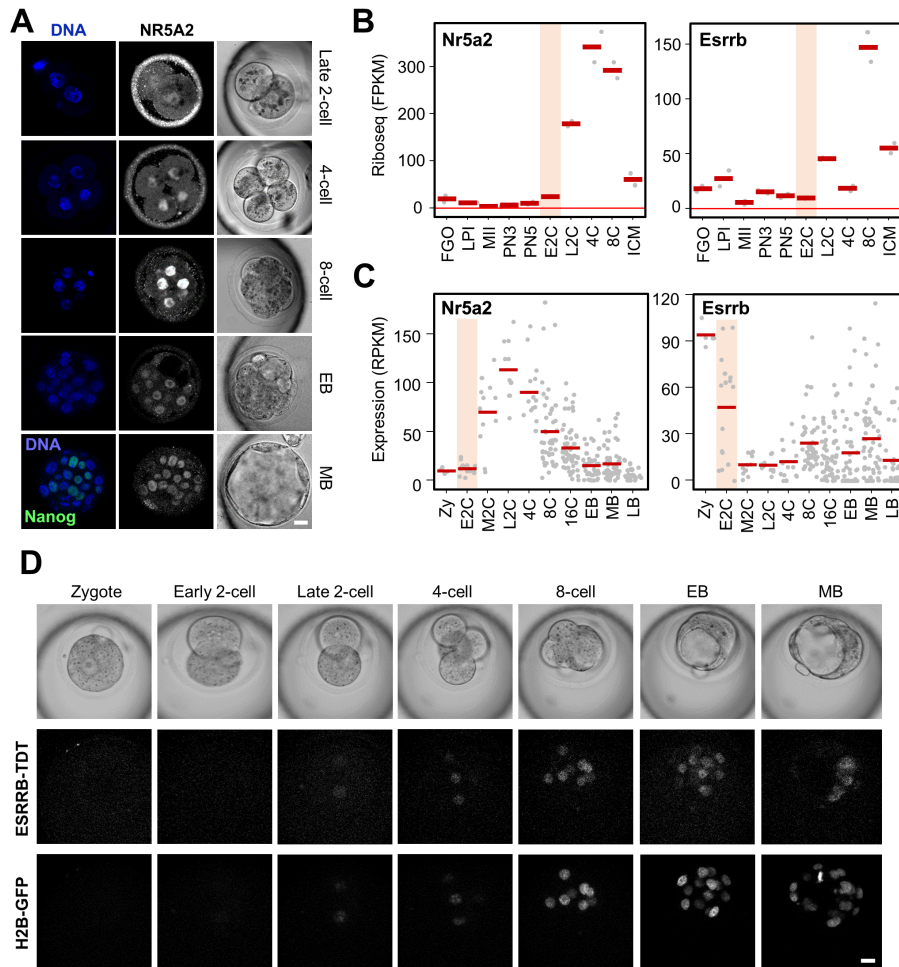 A
DNA
NR5A2
Late 2-cell
4-cell
8-cell
EB
DNA
Nanog
MB
B
Nr5a2
Esrrb
Riboseq (FPKM)
300
200
100
0
150
100
50
0
FGO LPI MII PN3 PN5 E2C L2C 4C 8C ICM
FGO LPI MII PN3 PN5 E2C L2C 4C 8C ICM
C
Nr5a2
Esrrb
Expression (RPKM)
150
100
50
0
120
90
60
30
0
Zy E2C M2C L2C 4C 8C 16C EB MB LB
Zy E2C M2C L2C 4C 8C 16C EB MB LB
D
Zygote Early 2-cell Late 2-cell 4-cell 8-cell EB MB
ESRRB-TDT
H2B-GFP